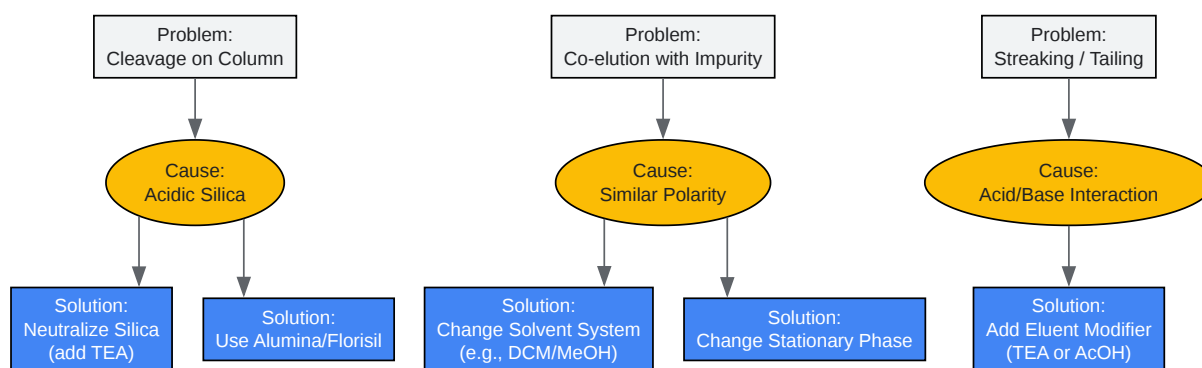 Problem:
Cleavage on Column
Problem:
Co-elution with Impurity
Problem:
Streaking / Tailing
Cause:
Acidic Silica
Cause:
Similar Polarity
Cause:
Acid/Base Interaction
Solution:
Neutralize Silica
(add TEA)
Solution:
Use Alumina/Florisil
Solution:
Change Solvent System
(e.g., DCM/MeOH)
Solution:
Change Stationary Phase
Solution:
Add Eluent Modifier
(TEA or AcOH)